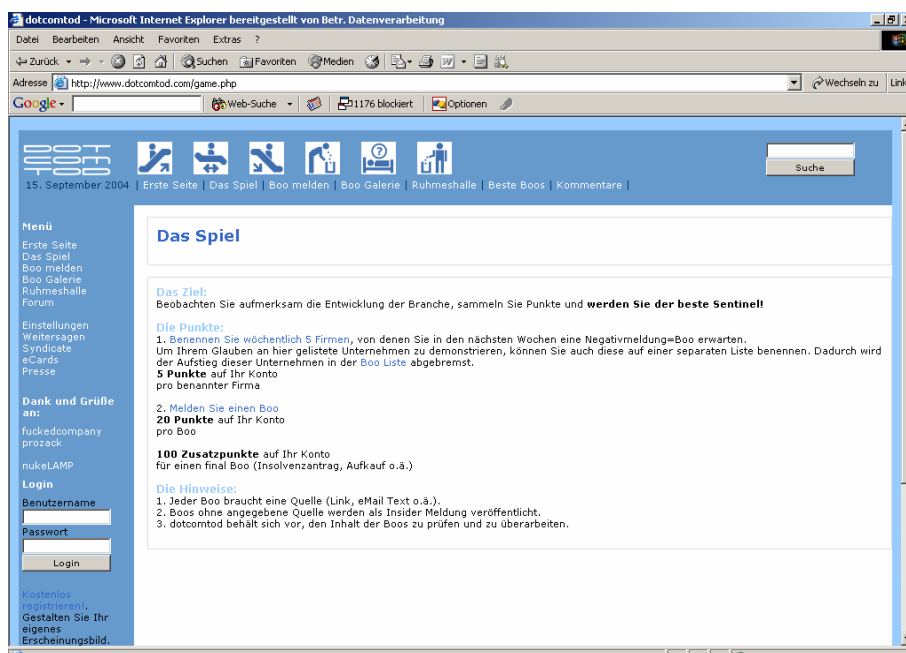 dotcomtod - Microsoft Internet Explorer bereitgestellt von Betr. Datenverarbeitung
Datei Bearbeiten Ansicht Favoriten Extras ?
Zurück Suchen Favoriten Medien
Adresse http://www.dotcomtod.com/game.php Wechseln zu Link
Google Web-Suche 1176 blockiert Optionen
DOT
COM
TOD
Suche
15. September 2004 | Erste Seite | Das Spiel | Boo melden | Boo Galerie | Ruhmeshalle | Beste Boos | Kommentare |
Menü
Erste Seite
Das Spiel
Boo melden
Boo Galerie
Ruhmeshalle
Forum
Einstellungen
Weitersagen
Syndicate
eCards
Presse
Dank und Grüße
an:
fuckedcompany
prozack
nukeLAMP
Login
Benutzername
Passwort
Login
Kostenlos
registrieren!.
Gestalten Sie Ihr
eigenes
Erscheinungsbild.
Das Spiel
Das Ziel:
Beobachten Sie aufmerksam die Entwicklung der Branche, sammeln Sie Punkte und werden Sie der beste Sentinel!
Die Punkte:
1. Benennen Sie wöchentlich 5 Firmen, von denen Sie in den nächsten Wochen eine Negativmeldung=Boo erwarten.
Um Ihrem Glauben an hier gelistete Unternehmen zu demonstrieren, können Sie auch diese auf einer separaten Liste benennen. Dadurch wird
der Aufstieg dieser Unternehmen in der Boo Liste abgebremst.
5 Punkte auf Ihr Konto
pro benannter Firma
2. Melden Sie einen Boo
20 Punkte auf Ihr Konto
pro Boo
100 Zusatzpunkte auf Ihr Konto
für einen final Boo (Insolvenzantrag, Aufkauf o.ä.)
Die Hinweise:
1. Jeder Boo braucht eine Quelle (Link, eMail Text o.ä.).
2. Boos ohne angegebene Quelle werden als Insider Meldung veröffentlicht.
3. dotcomtod behält sich vor, den Inhalt der Boos zu prüfen und zu überarbeiten.